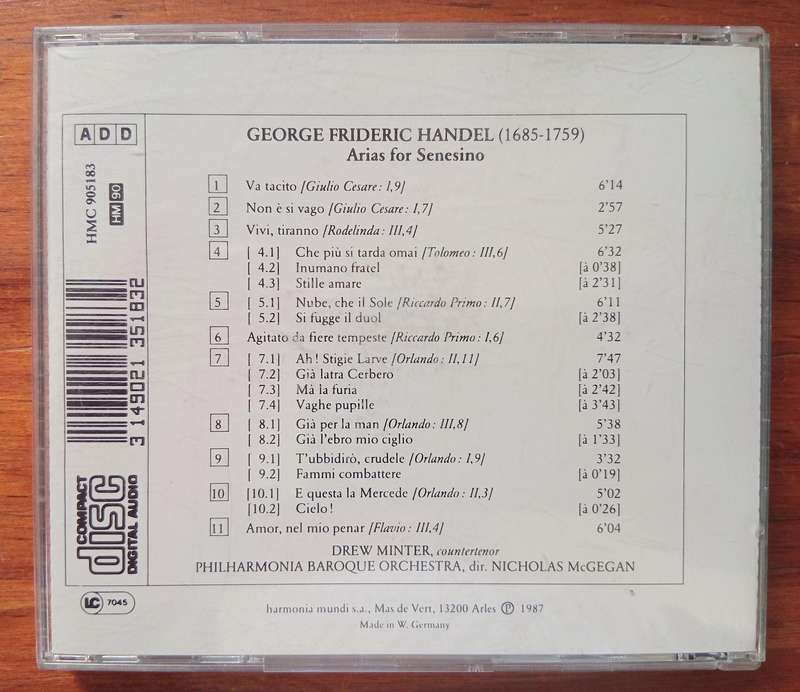 ADD
HMC 905183
HM 90
3 149021 351832
COMPACT
disc
DIGITAL AUDIO
LC 7045
GEORGE FRIDERIC HANDEL (1685-1759)
Arias for Senesino
1 Va tacito [Giulio Cesare : I,9] 6'14
2 Non è si vago [Giulio Cesare : I,7] 2'57
3 Vivi, tiranno [Rodelinda : III,4] 5'27
4 [ 4.1] Che più si tarda omai [Tolomeo : III,6] 6'32
[ 4.2] Inumano fratel [à 0'38]
[ 4.3] Stille amare [à 2'31]
5 [ 5.1] Nube, che il Sole [Riccardo Primo : II,7] 6'11
[ 5.2] Si fugge il duol [à 2'38]
6 Agitato da fiere tempeste [Riccardo Primo : I,6] 4'32
7 [ 7.1] Ah ! Stigie Larve [Orlando : II,11] 7'47
[ 7.2] Già latra Cerbero [à 2'03]
[ 7.3] Mà la furia [à 2'42]
[ 7.4] Vaghe pupille [à 3'43]
8 [ 8.1] Già per la man [Orlando : III,8] 5'38
[ 8.2] Già l'ebro mio ciglio [à 1'33]
9 [ 9.1] T'ubbidirò, crudele [Orlando : I,9] 3'32
[ 9.2] Fammi combattere [à 0'19]
10 [10.1] E questa la Mercede [Orlando : II,3] 5'02
[10.2] Cielo ! [à 0'26]
11 Amor, nel mio penar [Flavio : III,4] 6'04
DREW MINTER, countertenor
PHILHARMONIA BAROQUE ORCHESTRA, dir. NICHOLAS McGEGAN
harmonia mundi s.a., Mas de Vert, 13200 Arles ℗ 1987
Made in W. Germany